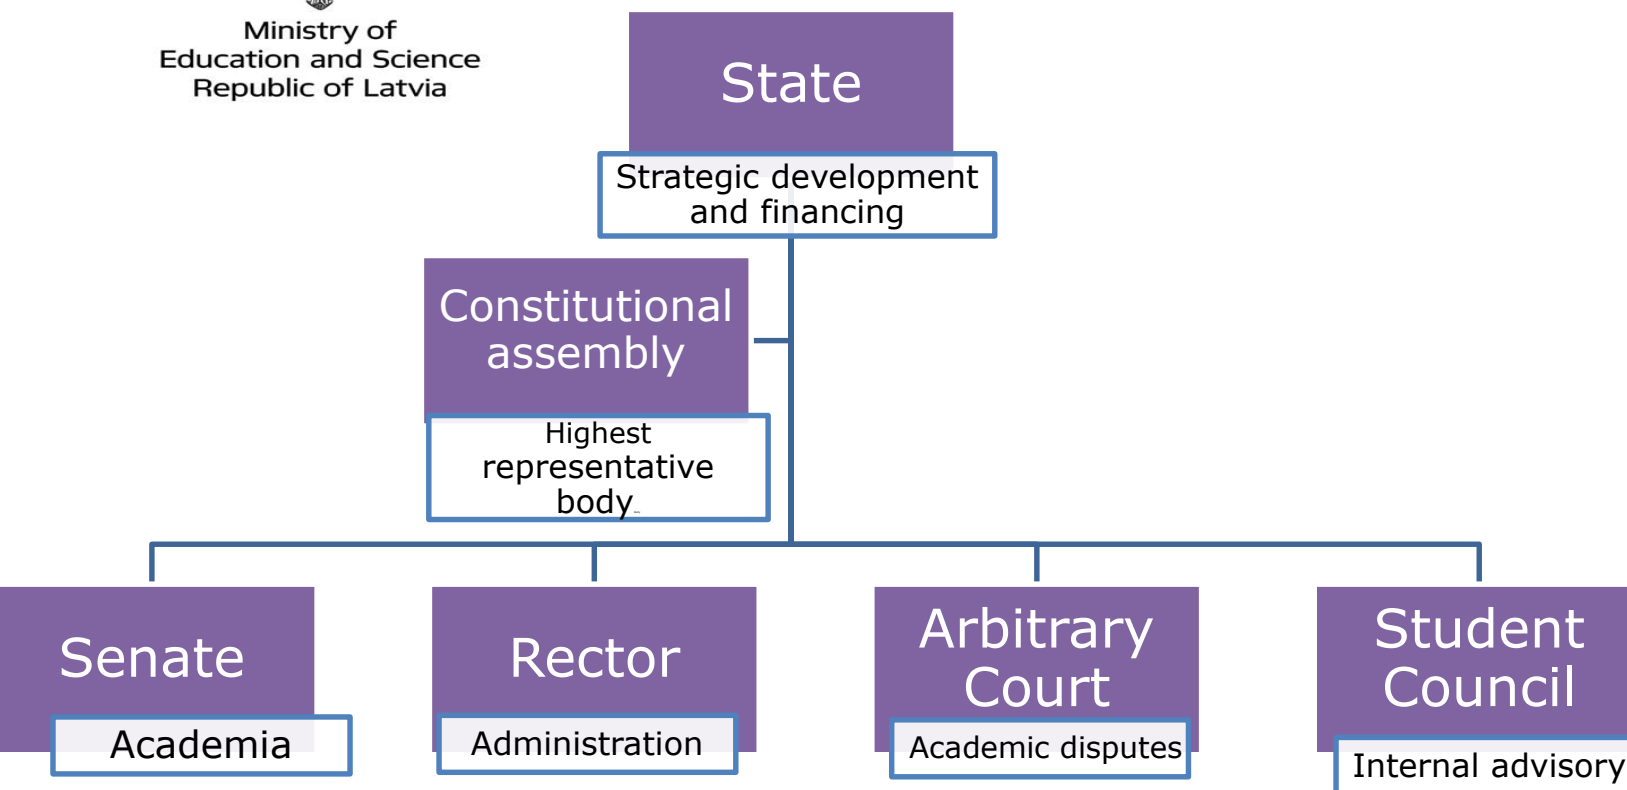 Ministry of
Education and Science
Republic of Latvia
State
Strategic development
and financing
Constitutional
assembly
Highest
representative
body
Senate
Academia
Rector
Administration
Arbitrary
Court
Academic disputes
Student
Council
Internal advisory